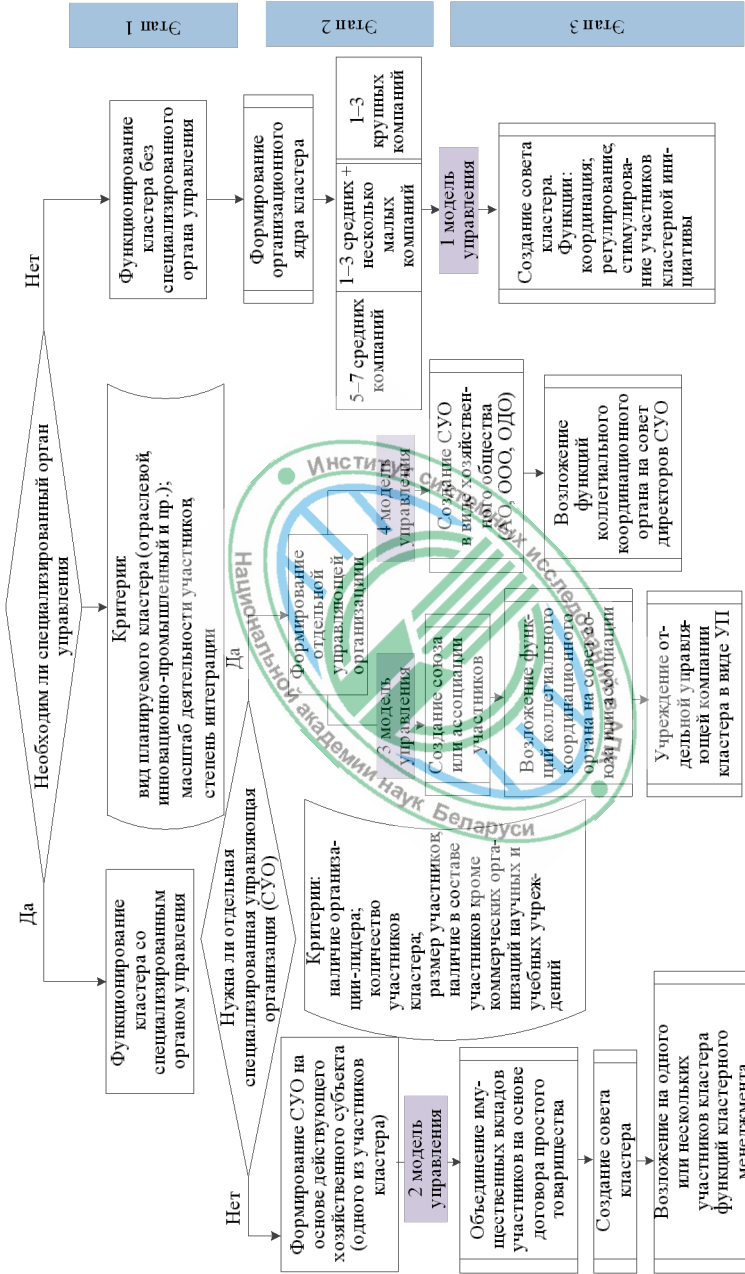 Необходим ли специализированный орган
управления
Да
Нет
Функционирование
кластера со
специализированным
органом управления
Критерии:
вид планируемого кластера (отраслевой,
инновационно-промышленный и пр.);
масштаб деятельности участников,
степень интеграции
Функционирование
кластера без
специализированного
органа управления
Этап 1
Нужна ли отдельная
специализированная управляющая
организация (СУО)
Нет
Да
Формирование СУО на
основе действующего
хозяйственного субъекта
(одного из участников
кластера)
Критерии:
наличие организа-
ции-лидера;
количество
участников
кластера;
размер участников,
наличие в составе
участников кроме
коммерческих орга-
низаций научных и
учебных учреж-
дений
Формирование
отдельной
управляющей
организациии
Формирование
организационного
ядра кластера
5–7 средних
компаний
1–3 средних +
несколько
малых
компаний
1–3
крупных
компаний
Этап 2
2 модель
управления
3 модель
управления
4 модель
управления
1 модель
управления
Объединение иму-
щественных вкладов
участников на основе
договора простого
товарищества
Создание совета
кластера
Возложение на одного
или нескольких
участников кластера
функций кластерного
менеджмента
Создание союза
или ассоциации
участников
Возложение функ-
ций коллегиального
координационного
органа на совет со-
юза или ассоциации
Учреждение от-
дельной управля-
ющей компании
кластера в виде УП
Создание СУО
в виде хозяйствен-
ного общества
(АО, ООО, ОДО)
Возложение
функций
коллегиального
координационного
органа на совет
директоров СУО
Создание совета
кластера.
Функции:
координация,
регулирование,
стимулирова-
ние участников
кластерной ини-
циативы
Этап 3
Институт системных исследований
Национальной академии наук Беларуси